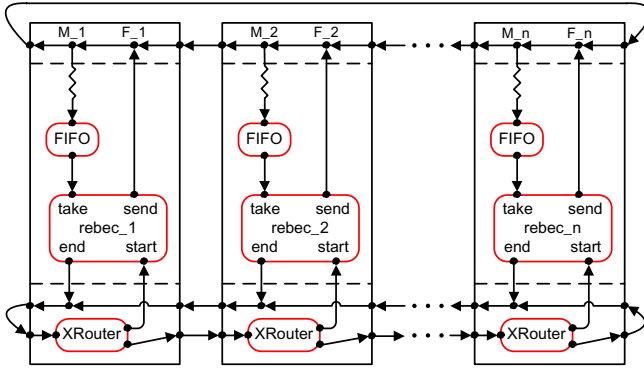 M_1 F_1 M_2 F_2 M_n F_n
FIFO FIFO FIFO
take send take send take send
rebec_1 rebec_2 rebec_n
end start end start end start
XRouter XRouter XRouter